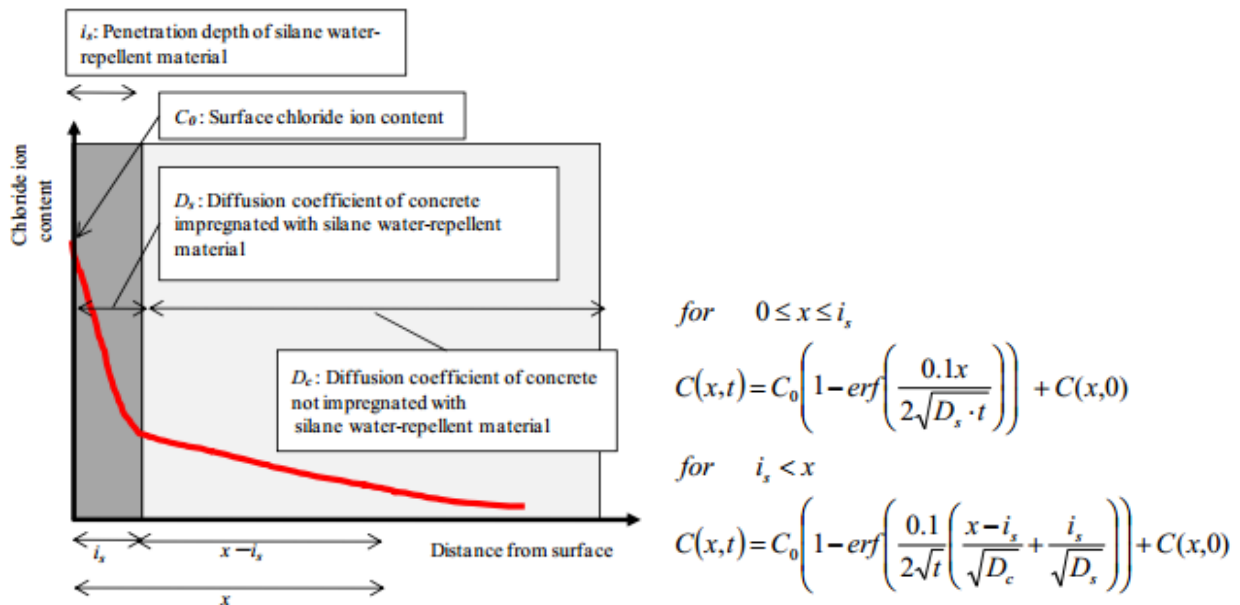 i_s: Penetration depth of silane water-
repellent material
C_0: Surface chloride ion content
Chloride ion
content
D_s: Diffusion coefficient of concrete
impregnated with silane water-repellent
material
D_c: Diffusion coefficient of concrete
not impregnated with
silane water-repellent material
i_s
x – i_s
Distance from surface
x
for 0 ≤ x ≤ i_s
C(x,t) = C_0(1 − erf(0.1x / (2√(D_s · t)))) + C(x,0)
for i_s < x
C(x,t) = C_0(1 − erf(0.1 / (2√t) ((x − i_s) / √D_c + i_s / √D_s))) + C(x,0)